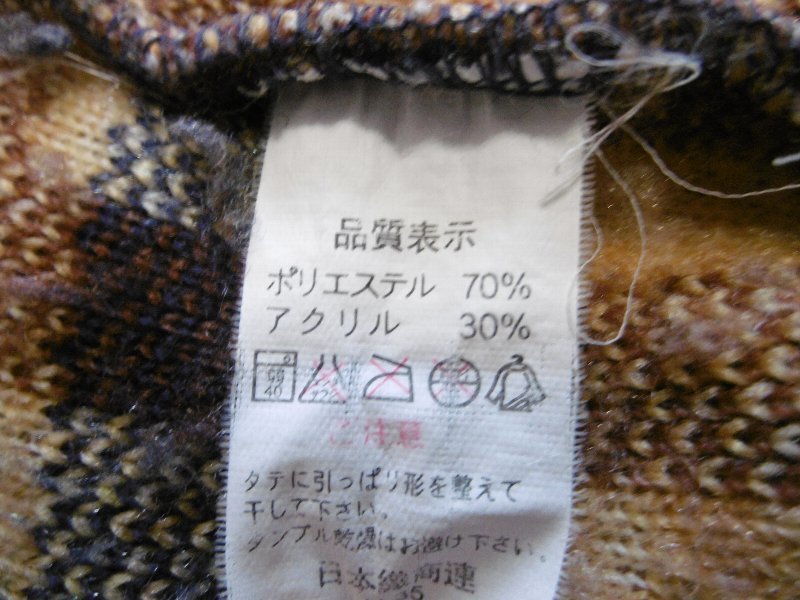 品質表示
ポリエステル 70%
アクリル 30%
40
ご注意
タテに引っぱり形を整えて
干して下さい。
タンブル乾燥はお避け下さい。
日本繊商連